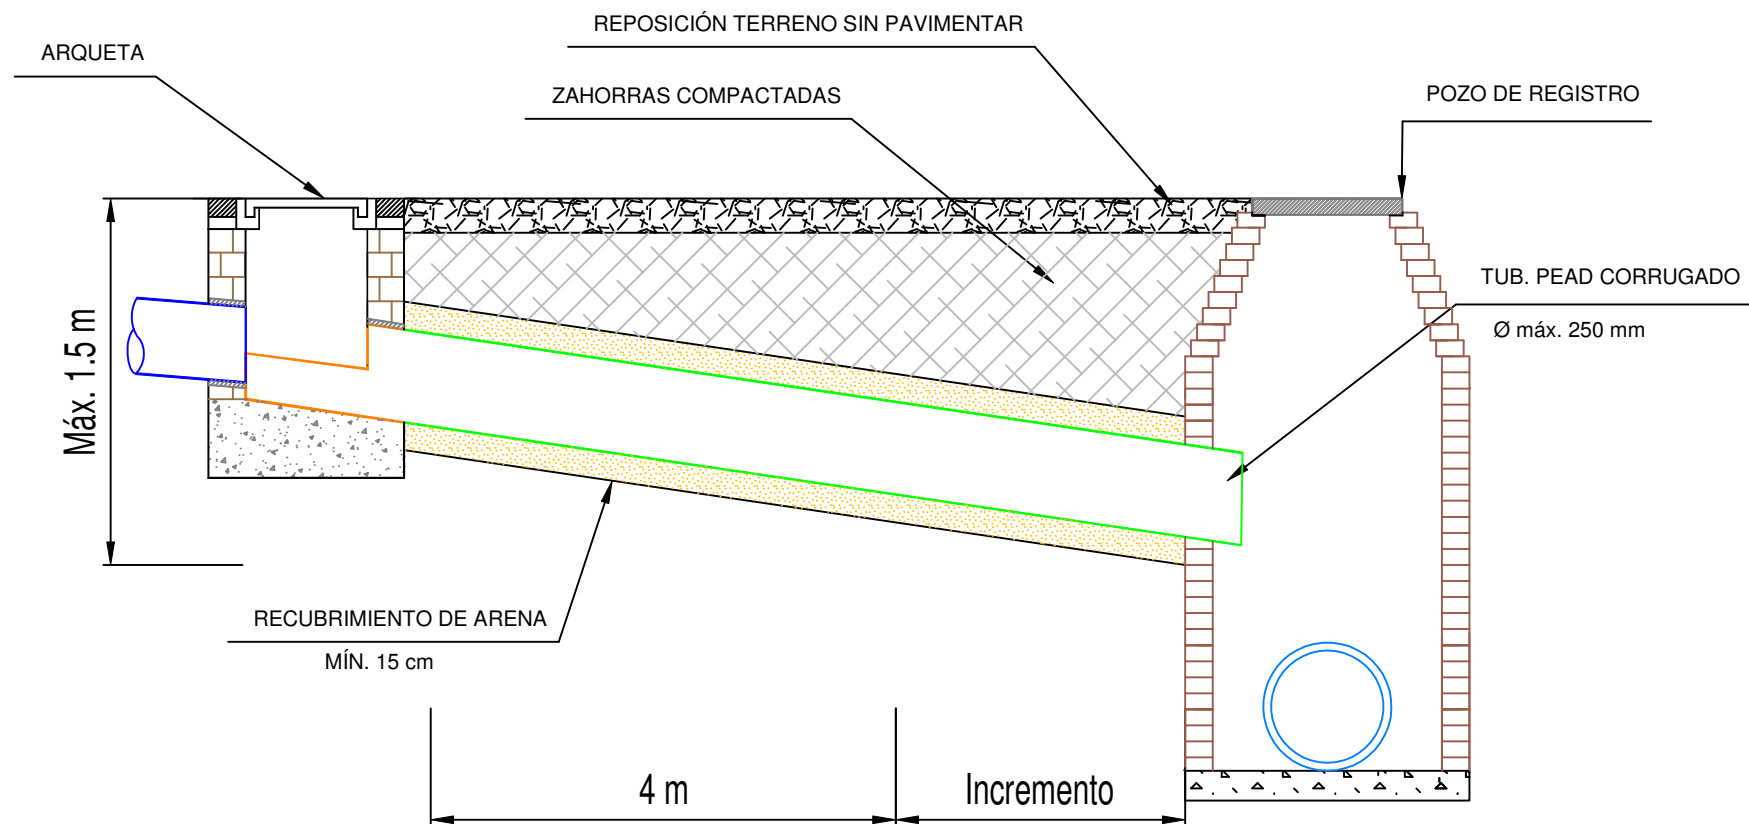 REPOSICIÓN TERRENO SIN PAVIMENTAR
ARQUETA
ZAHORRAS COMPACTADAS
POZO DE REGISTRO
TUB. PEAD CORRUGADO
Ø máx. 250 mm
Máx. 1.5 m
RECUBRIMIENTO DE ARENA
MÍN. 15 cm
4 m
Incremento